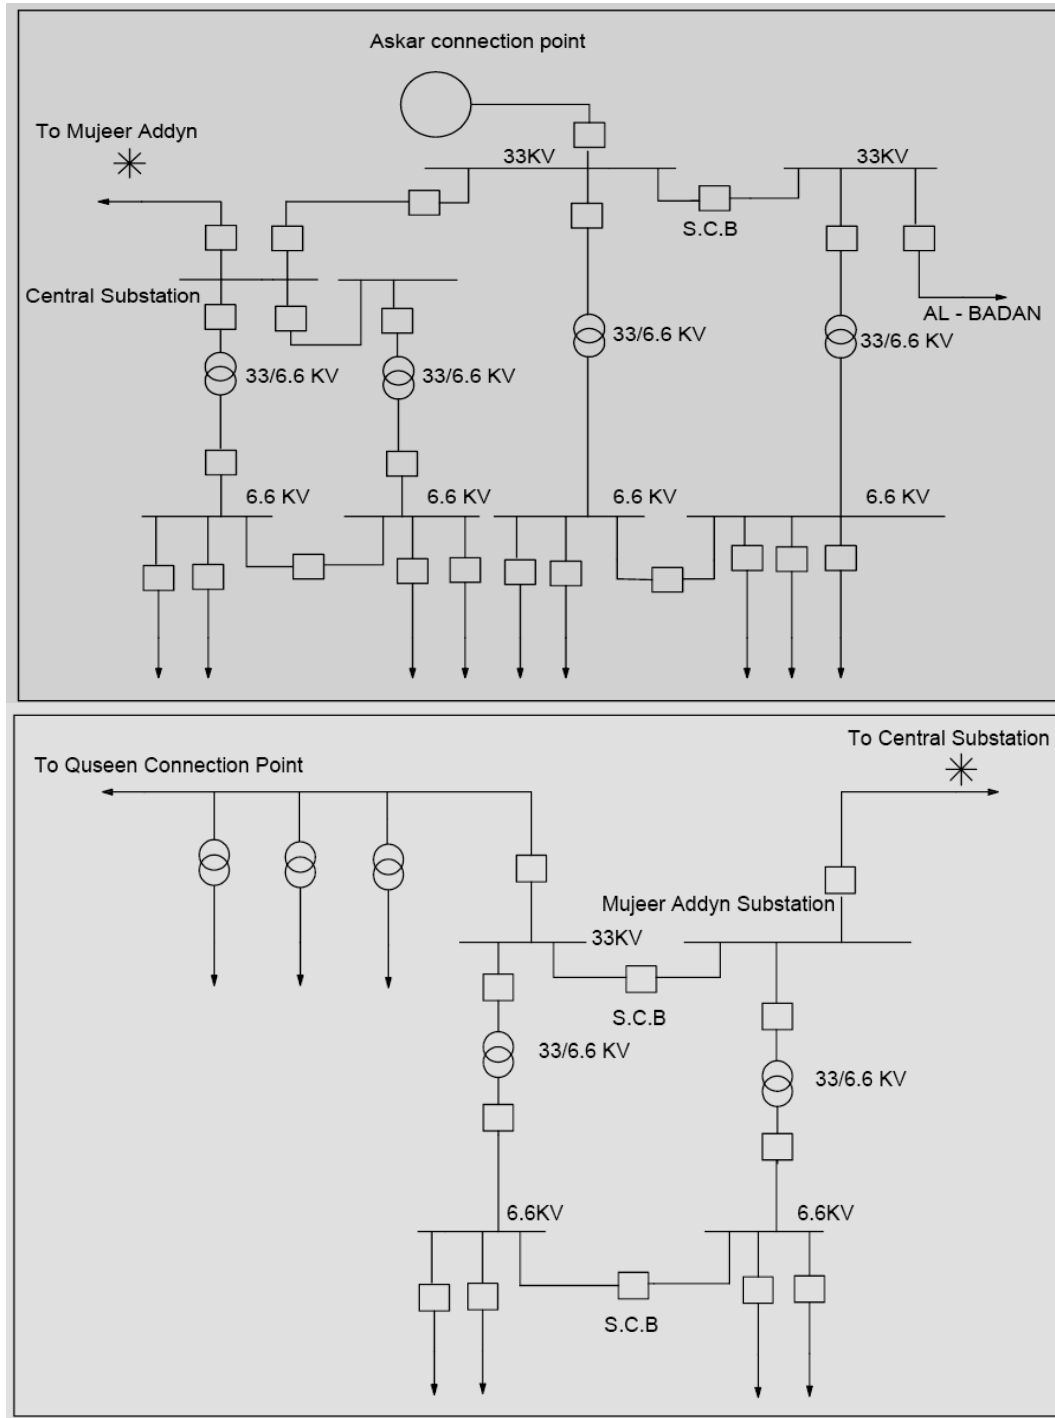 Askar connection point
To Mujeer Addyn
33KV
33KV
S.C.B
Central Substation
AL - BADAN
33/6.6 KV
33/6.6 KV
33/6.6 KV
33/6.6 KV
6.6 KV
6.6 KV
6.6 KV
6.6 KV
To Central Substation
To Quseen Connection Point
Mujeer Addyn Substation
33KV
S.C.B
33/6.6 KV
33/6.6 KV
6.6KV
6.6KV
S.C.B